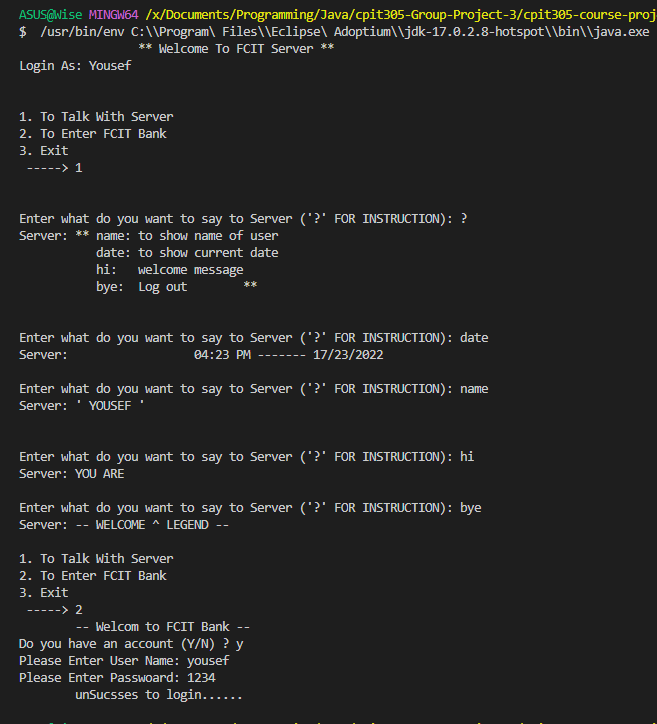 ASUS@Wise MINGW64 /x/Documents/Programming/Java/cpit305-Group-Project-3/cpit305-course-proj
$  /usr/bin/env C:\\Program\ Files\\Eclipse\ Adoptium\\jdk-17.0.2.8-hotspot\\bin\\java.exe
** Welcome To FCIT Server **
Login As: Yousef
1. To Talk With Server
2. To Enter FCIT Bank
3. Exit
-----> 1
Enter what do you want to say to Server ('?' FOR INSTRUCTION): ?
Server: ** name: to show name of user
date: to show current date
hi:   welcome message
bye:  Log out        **
Enter what do you want to say to Server ('?' FOR INSTRUCTION): date
Server:                  04:23 PM ------- 17/23/2022
Enter what do you want to say to Server ('?' FOR INSTRUCTION): name
Server: ' YOUSEF '
Enter what do you want to say to Server ('?' FOR INSTRUCTION): hi
Server: YOU ARE
Enter what do you want to say to Server ('?' FOR INSTRUCTION): bye
Server: -- WELCOME ^ LEGEND --
1. To Talk With Server
2. To Enter FCIT Bank
3. Exit
-----> 2
-- Welcom to FCIT Bank --
Do you have an account (Y/N) ? y
Please Enter User Name: yousef
Please Enter Passwoard: 1234
unSucsses to login......